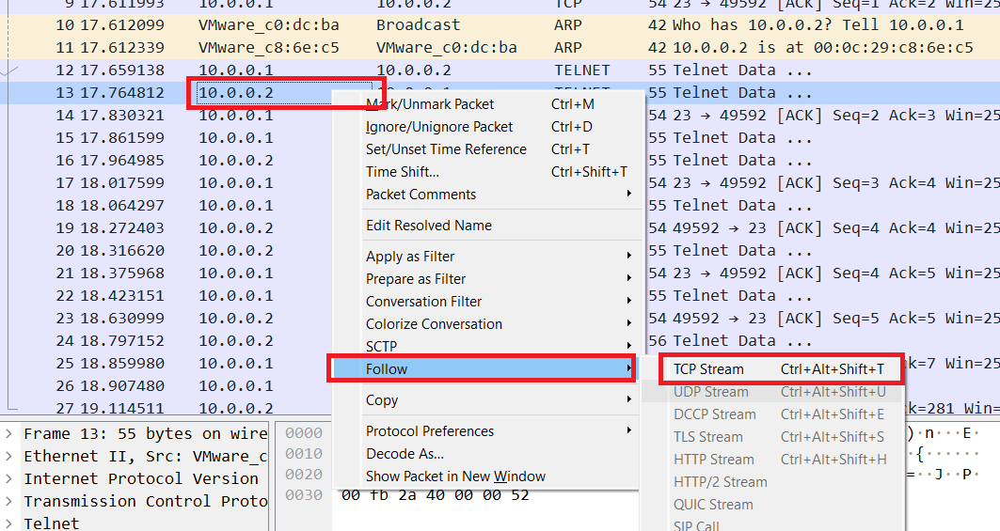 9 17.611993 10.0.0.1 10.0.0.2 TCP 54 23 → 49592 [ACK] Seq=1 Ack=2 Win=25
10 17.612099 VMware_c0:dc:ba Broadcast ARP 42 Who has 10.0.0.2? Tell 10.0.0.1
11 17.612339 VMware_c8:6e:c5 VMware_c0:dc:ba ARP 42 10.0.0.2 is at 00:0c:29:c8:6e:c5
12 17.659138 10.0.0.1 10.0.0.2 TELNET 55 Telnet Data ...
13 17.764812 10.0.0.2 55 Telnet Data ...
Mark/Unmark Packet Ctrl+M
14 17.830321 10.0.0.1 54 23 → 49592 [ACK] Seq=2 Ack=3 Win=25
Ignore/Unignore Packet Ctrl+D
15 17.861599 10.0.0.1 55 Telnet Data ...
Set/Unset Time Reference Ctrl+T
16 17.964985 10.0.0.2 55 Telnet Data ...
Time Shift... Ctrl+Shift+T
17 18.017599 10.0.0.1 54 23 → 49592 [ACK] Seq=3 Ack=4 Win=25
Packet Comments
18 18.064297 10.0.0.1 55 Telnet Data ...
19 18.272403 10.0.0.2 54 49592 → 23 [ACK] Seq=4 Ack=4 Win=25
Edit Resolved Name
20 18.316620 10.0.0.2 55 Telnet Data ...
Apply as Filter
21 18.375968 10.0.0.1 54 23 → 49592 [ACK] Seq=4 Ack=5 Win=25
Prepare as Filter
22 18.423151 10.0.0.1 55 Telnet Data ...
Conversation Filter
23 18.630999 10.0.0.2 54 49592 → 23 [ACK] Seq=5 Ack=5 Win=25
Colorize Conversation
24 18.797152 10.0.0.2 56 Telnet Data ...
SCTP
25 18.859980 10.0.0.1 ck=7 Win=25
Follow
TCP Stream Ctrl+Alt+Shift+T
26 18.907480 10.0.0.1
UDP Stream Ctrl+Alt+Shift+U
27 19.114511 10.0.0.2 ck=281 Win=
Copy
DCCP Stream Ctrl+Alt+Shift+E
Frame 13: 55 bytes on wire 0000 ) n···E·
Protocol Preferences
TLS Stream Ctrl+Alt+Shift+S
Ethernet II, Src: VMware_c 0010 ·{······
Decode As...
HTTP Stream Ctrl+Alt+Shift+H
Internet Protocol Version 0020 =··J··P·
Show Packet in New Window
HTTP/2 Stream
Transmission Control Proto 0030 00 fb 2a 40 00 00 52
QUIC Stream
Telnet
SIP Call